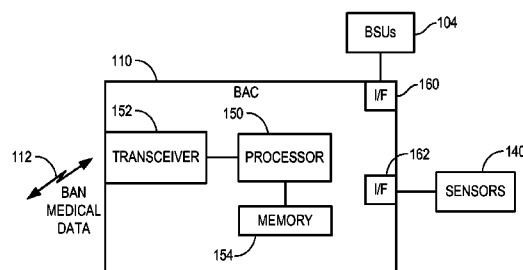 BSUs
104
110
BAC
I/F
160
152
150
TRANSCEIVER
PROCESSOR
112
162
140
I/F
SENSORS
BAN
MEDICAL
DATA
MEMORY
154